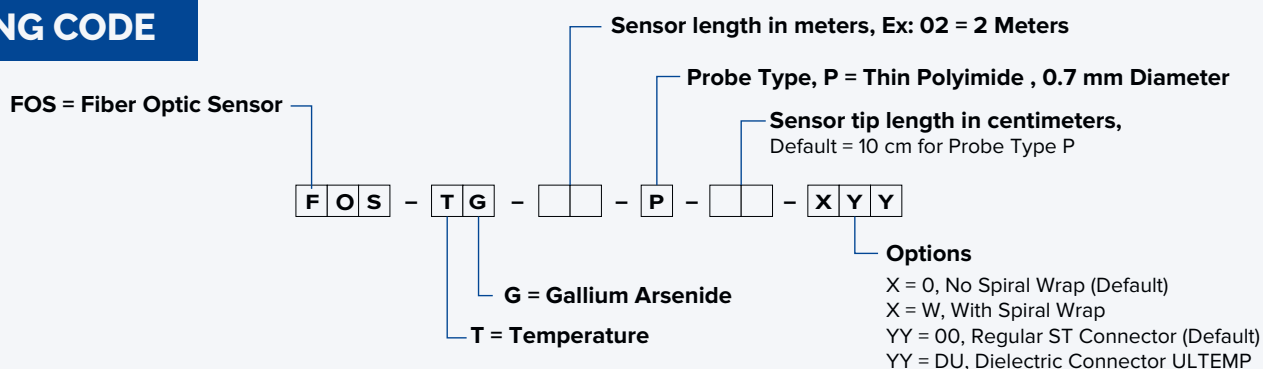 NG CODE
Sensor length in meters, Ex: 02 = 2 Meters
Probe Type, P = Thin Polyimide , 0.7 mm Diameter
FOS = Fiber Optic Sensor
Sensor tip length in centimeters,
Default = 10 cm for Probe Type P
F O S – T G – – P – – X Y Y
Options
X = 0, No Spiral Wrap (Default)
G = Gallium Arsenide
X = W, With Spiral Wrap
T = Temperature
YY = 00, Regular ST Connector (Default)
YY = DU, Dielectric Connector ULTEMP